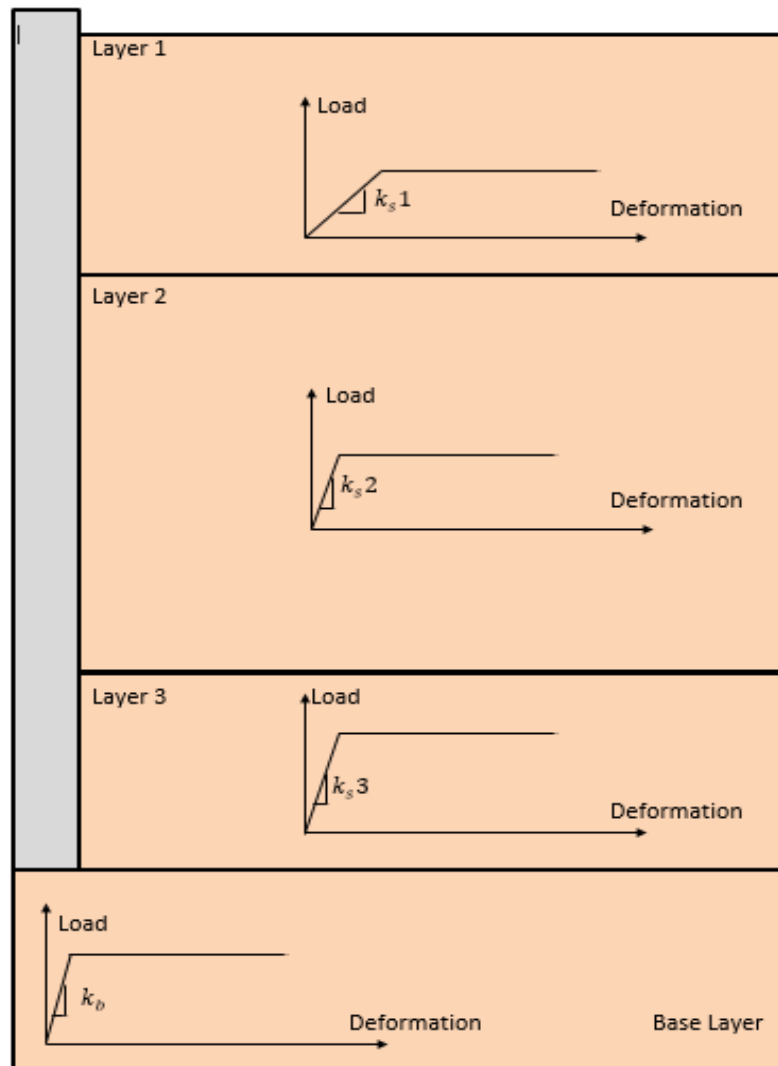 Layer 1
Load
k_s1
Deformation
Layer 2
Load
k_s2
Deformation
Layer 3
Load
k_s3
Deformation
Load
k_b
Deformation
Base Layer